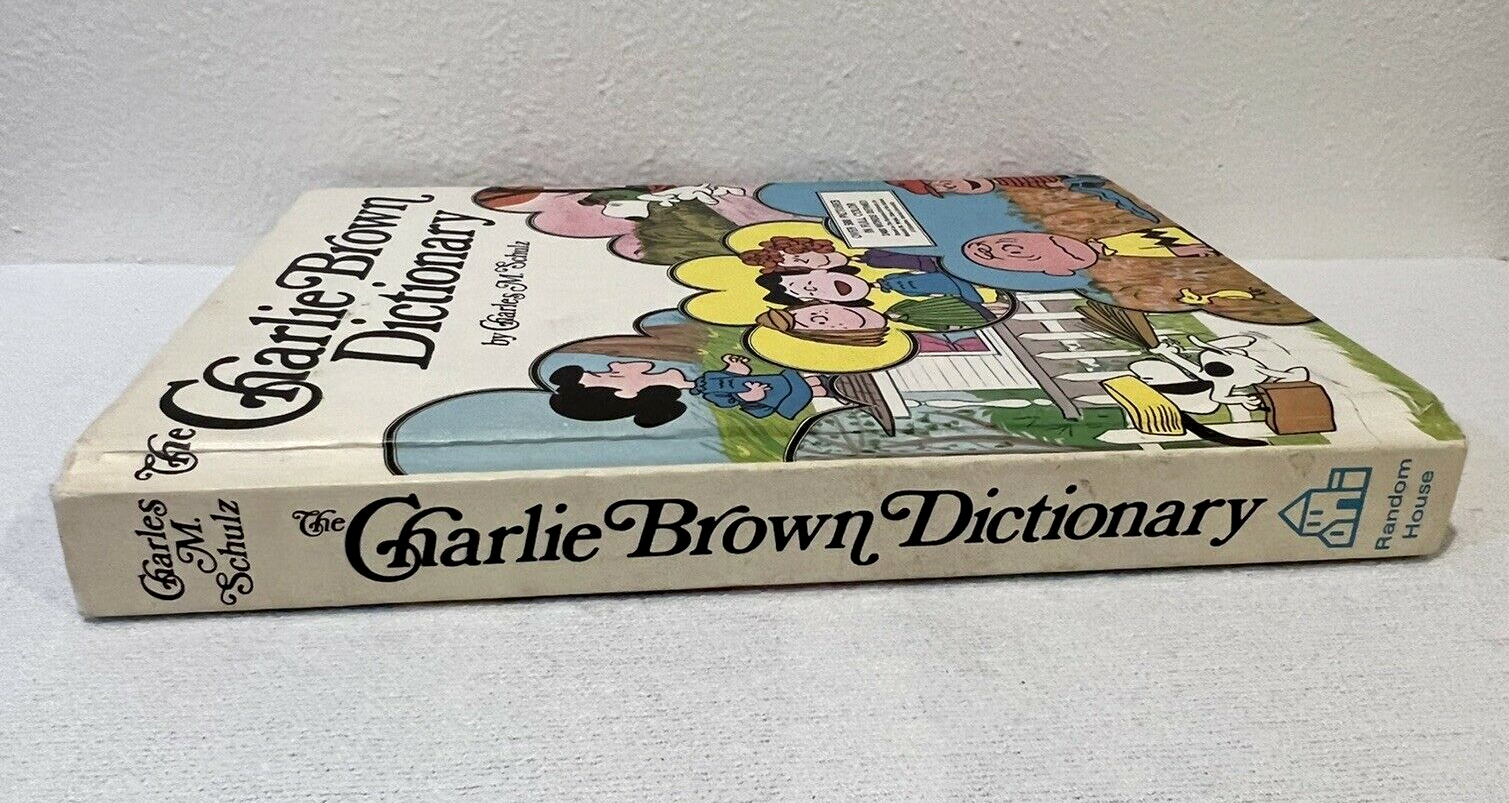 The
Charlie Brown
Dictionary
by Charles M. Schulz
Charles
M.
Schulz
The Charlie Brown Dictionary
Random
House